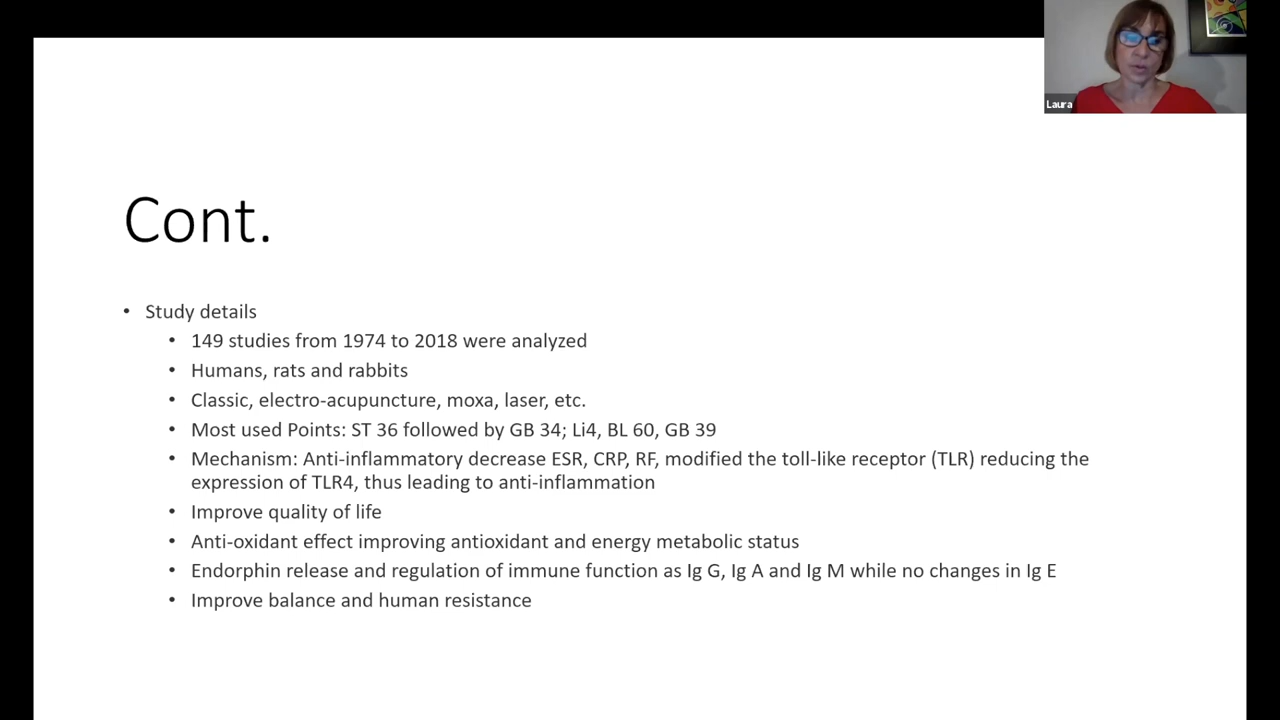 Laura
Cont.
• Study details
• 149 studies from 1974 to 2018 were analyzed
• Humans, rats and rabbits
• Classic, electro-acupuncture, moxa, laser, etc.
• Most used Points: ST 36 followed by GB 34; Li4, BL 60, GB 39
• Mechanism: Anti-inflammatory decrease ESR, CRP, RF, modified the toll-like receptor (TLR) reducing the
expression of TLR4, thus leading to anti-inflammation
• Improve quality of life
• Anti-oxidant effect improving antioxidant and energy metabolic status
• Endorphin release and regulation of immune function as Ig G, Ig A and Ig M while no changes in Ig E
• Improve balance and human resistance